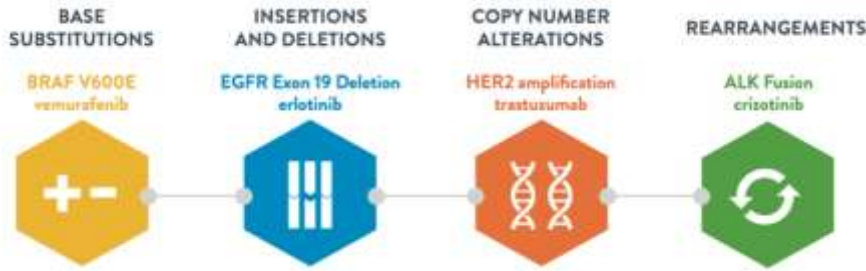 BASE
SUBSTITUTIONS
BRAF V600E
vemurafenib
INSERTIONS
AND DELETIONS
EGFR Exon 19 Deletion
erlotinib
COPY NUMBER
ALTERATIONS
HER2 amplification
trastuzumab
REARRANGEMENTS
ALK Fusion
crizotinib